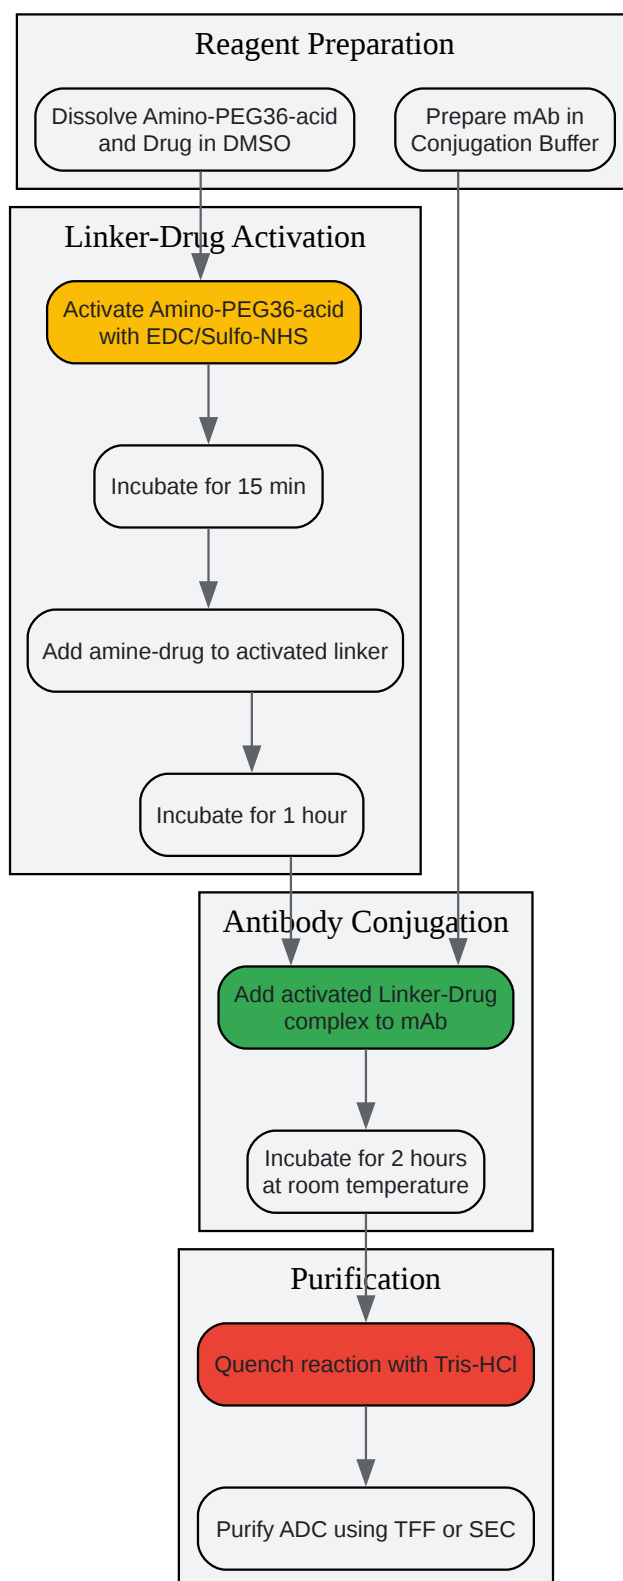 Reagent Preparation
Dissolve Amino-PEG36-acid
and Drug in DMSO
Prepare mAb in
Conjugation Buffer
Linker-Drug Activation
Activate Amino-PEG36-acid
with EDC/Sulfo-NHS
Incubate for 15 min
Add amine-drug to activated linker
Incubate for 1 hour
Antibody Conjugation
Add activated Linker-Drug
complex to mAb
Incubate for 2 hours
at room temperature
Purification
Quench reaction with Tris-HCl
Purify ADC using TFF or SEC